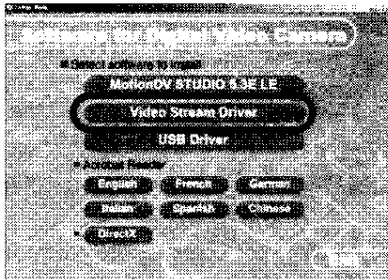 Software for Digital Video Camera
Select software to install
MotionDV STUDIO 5.3E LE
Video Stream Driver
USB Driver
Acrobat Reader
English French German
Italian Spanish Chinese
DirectX